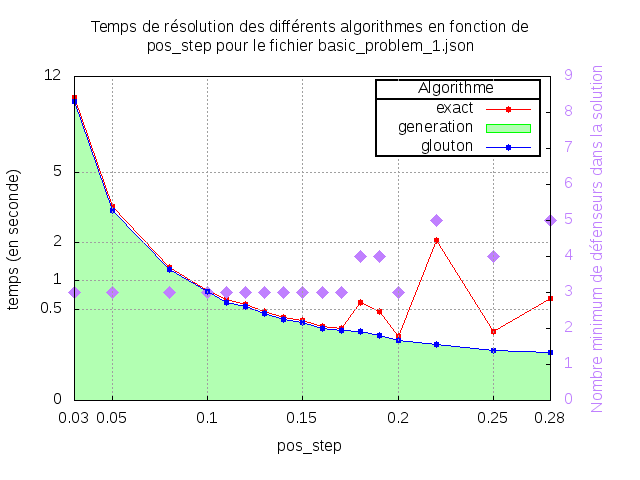 Temps de résolution des différents algorithmes en fonction de
pos_step pour le fichier basic_problem_1.json
Algorithme
exact
generation
glouton
temps (en seconde)
12
5
2
1
0.5
0
0.03 0.05 0.1 0.15 0.2 0.25 0.28
pos_step
9
8
7
6
5
4
3
2
1
0
Nombre minimum de défenseurs dans la solution